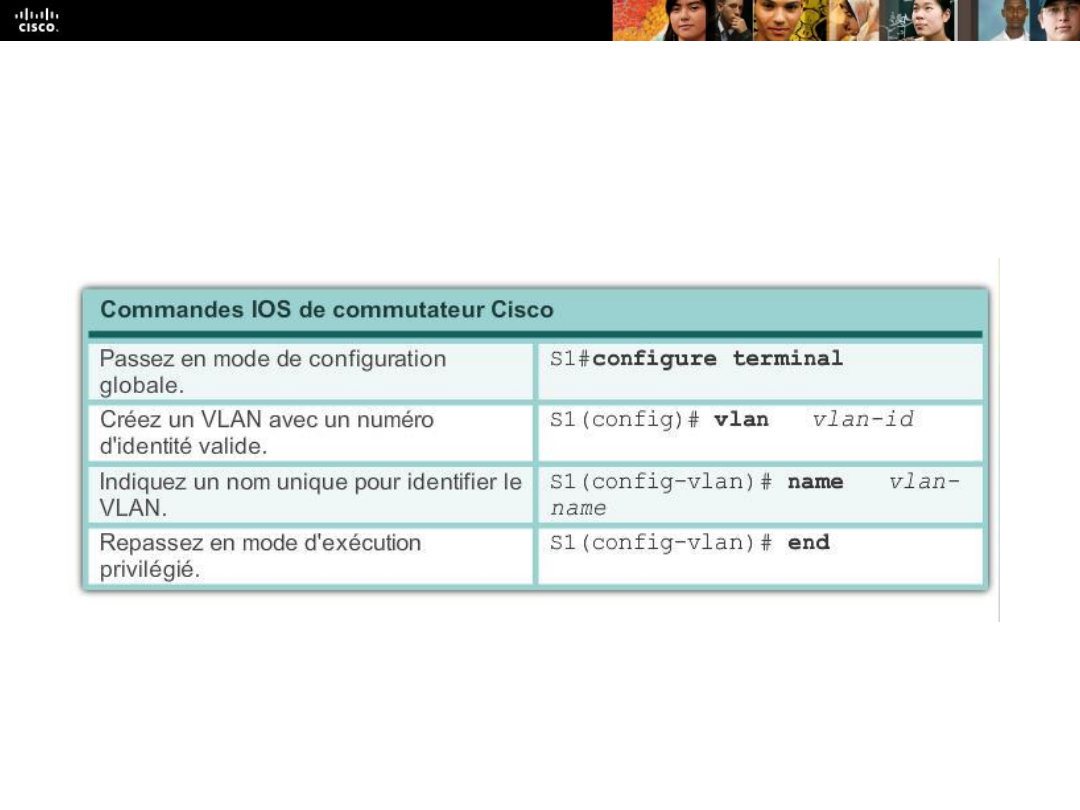 cisco.
Commandes IOS de commutateur Cisco
Passez en mode de configuration
globale.
S1#configure terminal
Créez un VLAN avec un numéro
d'identité valide.
S1(config)# vlan vlan-id
Indiquez un nom unique pour identifier le
VLAN.
S1(config-vlan)# name vlan-
name
Repassez en mode d'exécution
privilégié.
S1(config-vlan)# end